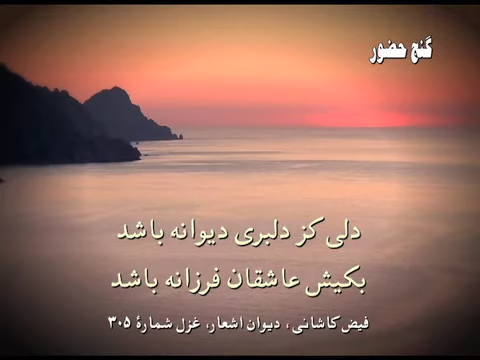 گنج حضور
دلی کز دلبری دیوانه باشد
بکیش عاشقان فرزانه باشد
فیض کاشانی، دیوان اشعار، غزل شمارهٔ ۳۰۵